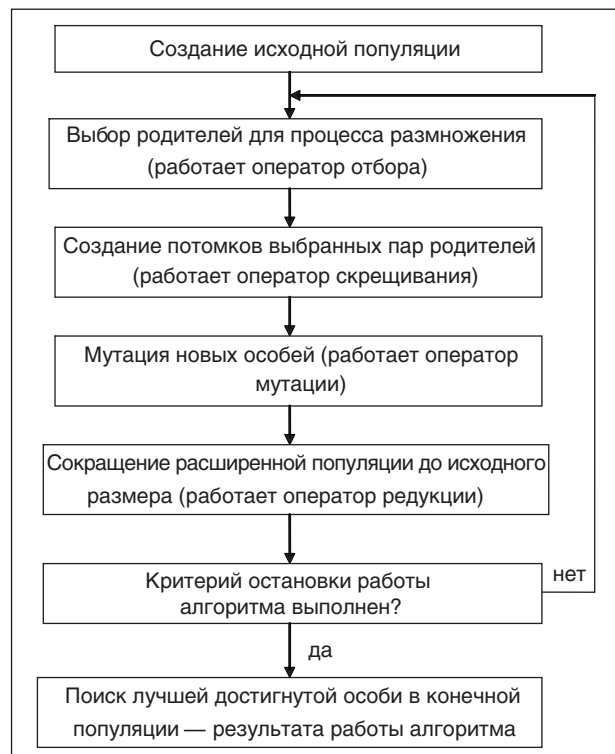 Создание исходной популяции
Выбор родителей для процесса размножения
(работает оператор отбора)
Создание потомков выбранных пар родителей
(работает оператор скрещивания)
Мутация новых особей (работает оператор
мутации)
Сокращение расширенной популяции до исходного
размера (работает оператор редукции)
Критерий остановки работы
алгоритма выполнен?
нет
да
Поиск лучшей достигнутой особи в конечной
популяции — результата работы алгоритма